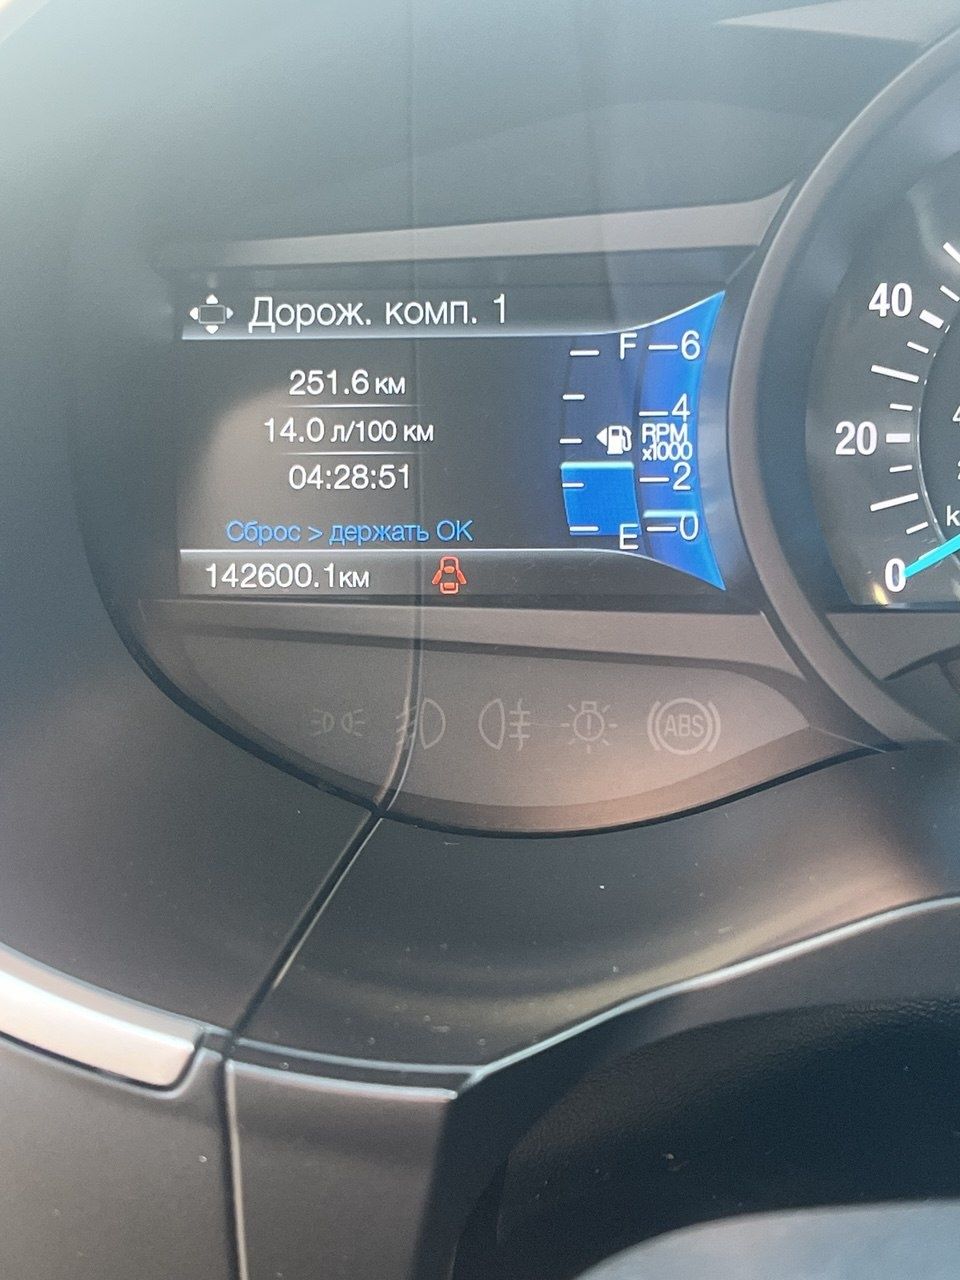 Дорож. комп. 1
251.6 км
14.0 л/100 км
04:28:51
Сброс > держать OK
142600.1км
F
E
6
4
RPM
x1000
2
0
40
20
0
ABS